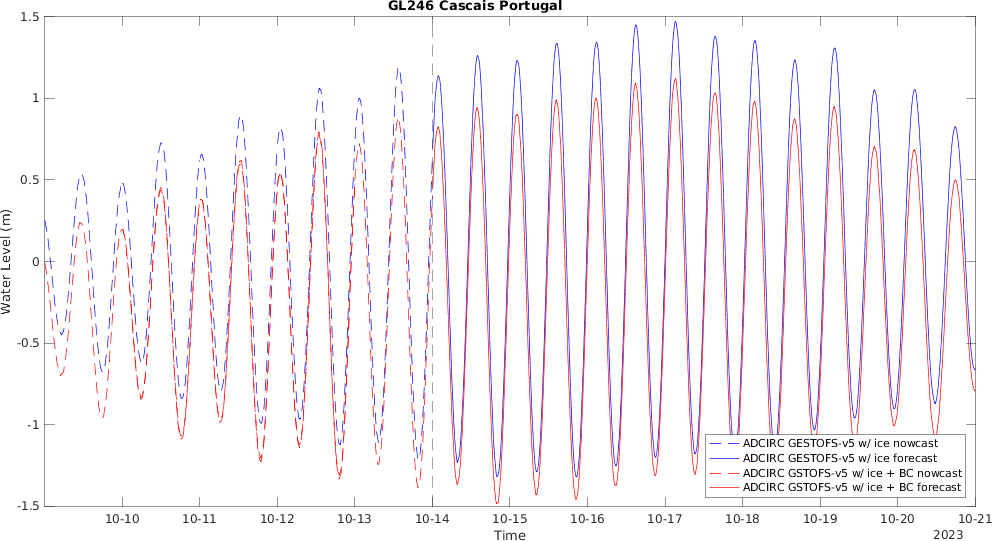 GL246 Cascais Portugal
1.5
1
0.5
0
-0.5
-1
-1.5
Water Level (m)
10-10 10-11 10-12 10-13 10-14 10-15 10-16 10-17 10-18 10-19 10-20 10-21
Time
2023
ADCIRC GESTOFS-v5 w/ ice nowcast
ADCIRC GESTOFS-v5 w/ ice forecast
ADCIRC GSTOFS-v5 w/ ice + BC nowcast
ADCIRC GSTOFS-v5 w/ ice + BC forecast